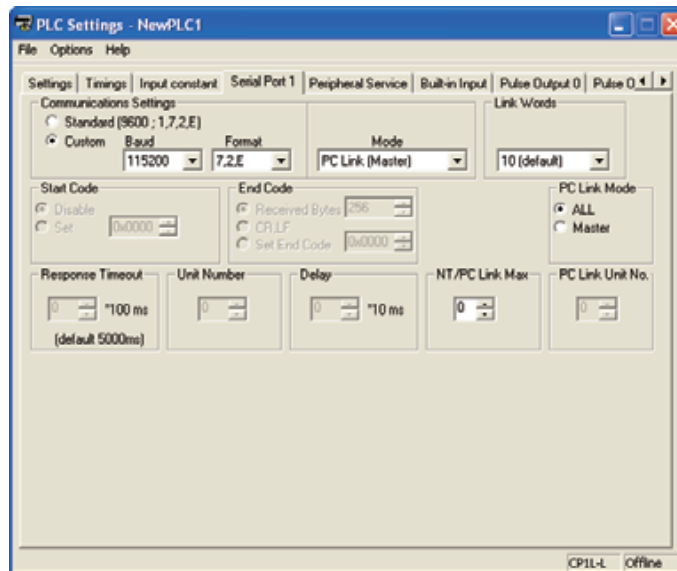 PLC Settings - NewPLC1
File Options Help
Settings Timings Input constant Serial Port 1 Peripheral Service Built-in Input Pulse Output 0 Pulse O
Communications Settings Link Words
Standard (9600 ; 1,7,2,E)
Custom Baud Format Mode
115200 7,2,E PC Link (Master) 10 (default)
Start Code End Code PC Link Mode
Disable Received Bytes 256 ALL
Set 0x0000 CR,LF Master
Set End Code 0x0000
Response Timeout Unit Number Delay NT/PC Link Max PC Link Unit No.
0 *100 ms 0 0 *10 ms 0 0
(default 5000ms)
CP1L-L Offline